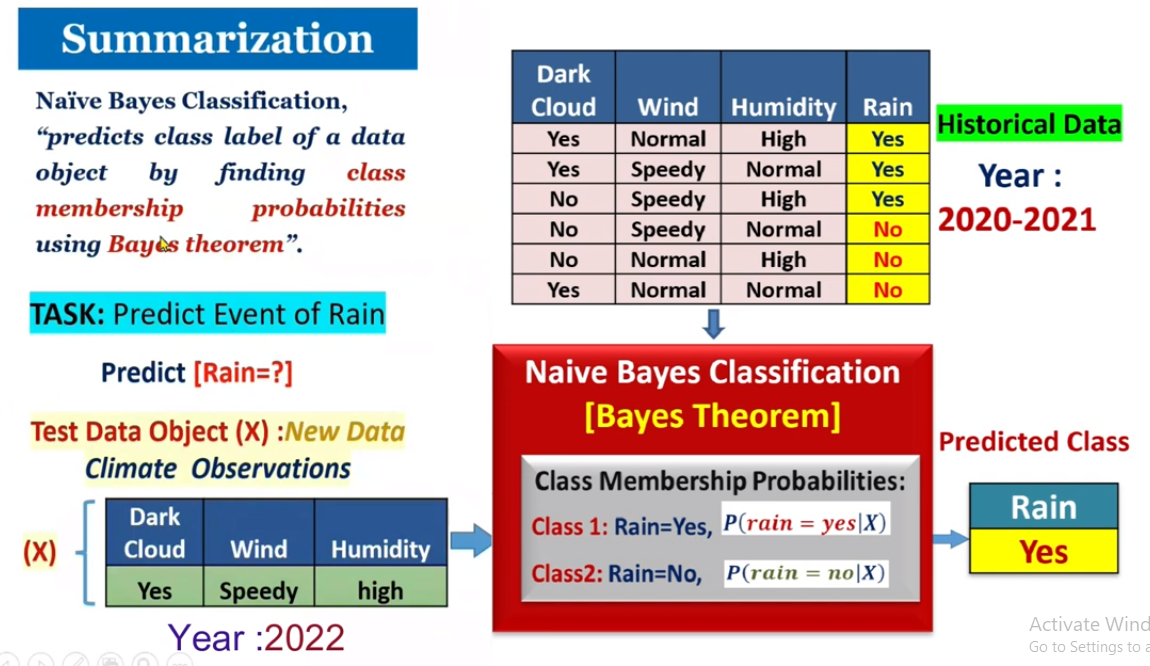 Summarization
Naïve Bayes Classification,
“predicts class label of a data
object by finding class
membership probabilities
using Bayes theorem”.
TASK: Predict Event of Rain
Predict [Rain=?]
Test Data Object (X) :New Data
Climate Observations
(X)
Dark Cloud Wind Humidity
Yes Speedy high
Year :2022
Dark Cloud Wind Humidity Rain
Yes Normal High Yes
Yes Speedy Normal Yes
No Speedy High Yes
No Speedy Normal No
No Normal High No
Yes Normal Normal No
Historical Data
Year :
2020-2021
Naive Bayes Classification
[Bayes Theorem]
Class Membership Probabilities:
Class 1: Rain=Yes, P(rain = yes|X)
Class2: Rain=No, P(rain = no|X)
Predicted Class
Rain
Yes
Activate Wind
Go to Settings to a